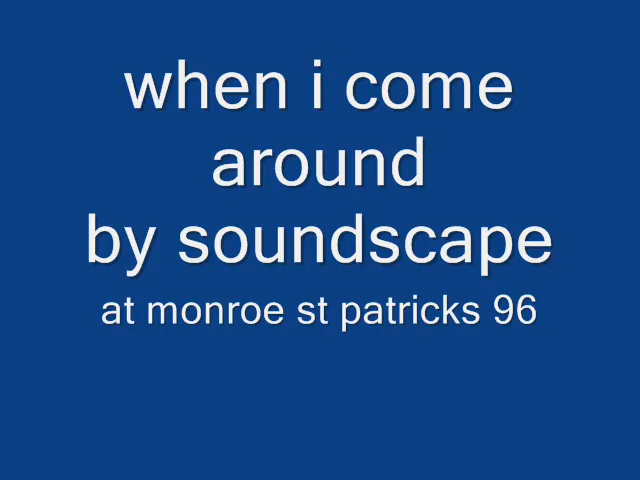 when i come
around
by soundscape
at monroe st patricks 96